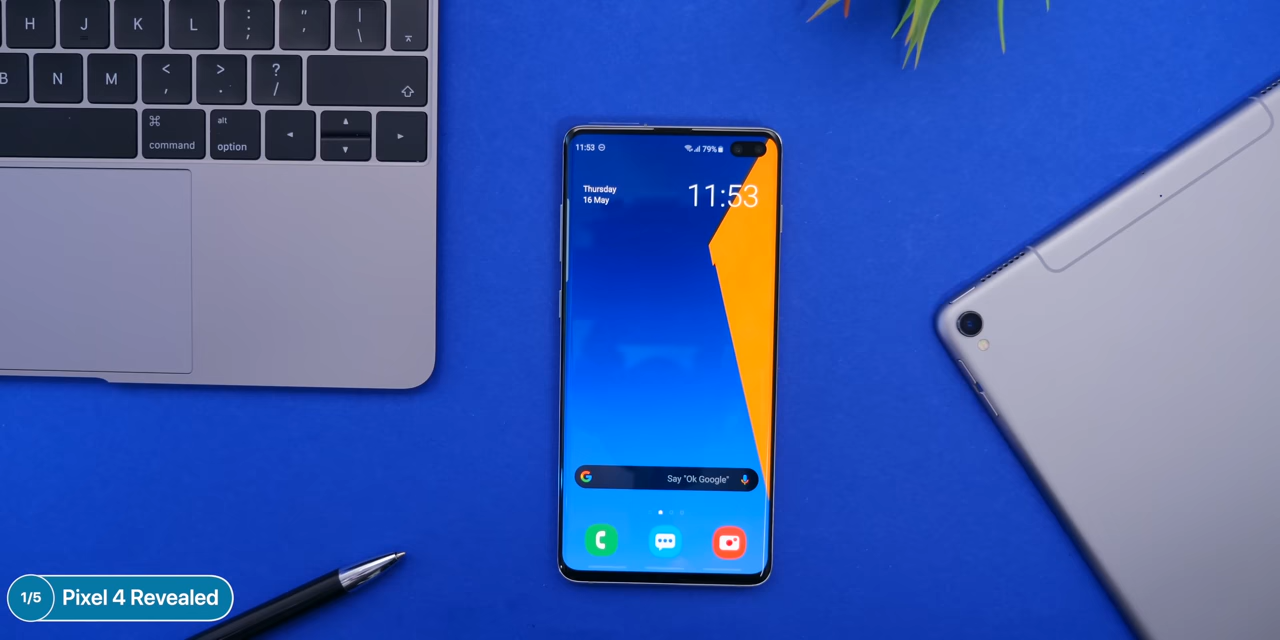 H J K L : ; " ' | \
B N M < , > . ? /
⌘ alt
command option
11:53 79%
Thursday 11:53
16 May
G Say "Ok Google"
1/5 Pixel 4 Revealed